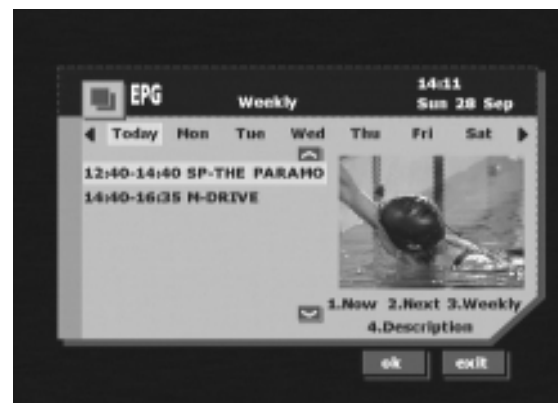 EPG
Weekly
14:11
Sun 28 Sep
Today Mon Tue Wed Thu Fri Sat
12:40-14:40 SP-THE PARAMO
14:40-16:35 M-DRIVE
1.Now 2.Next 3.Weekly
4.Description
ok exit